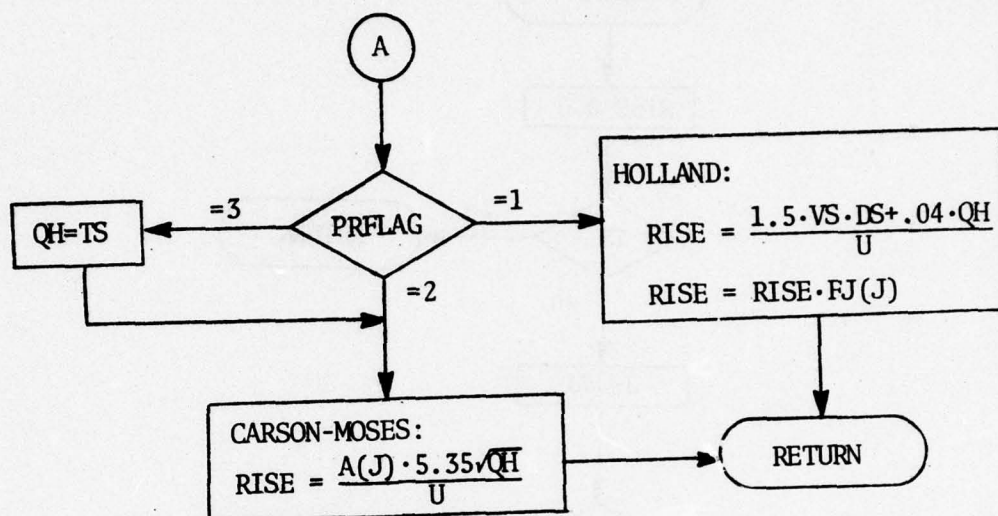 A
PRFLAG
=3
=1
=2
QH=TS
HOLLAND:
RISE = 1.5·VS·DS+.04·QH
U
RISE = RISE·FJ(J)
CARSON-MOSES:
RISE = A(J)·5.35√QH
U
RETURN